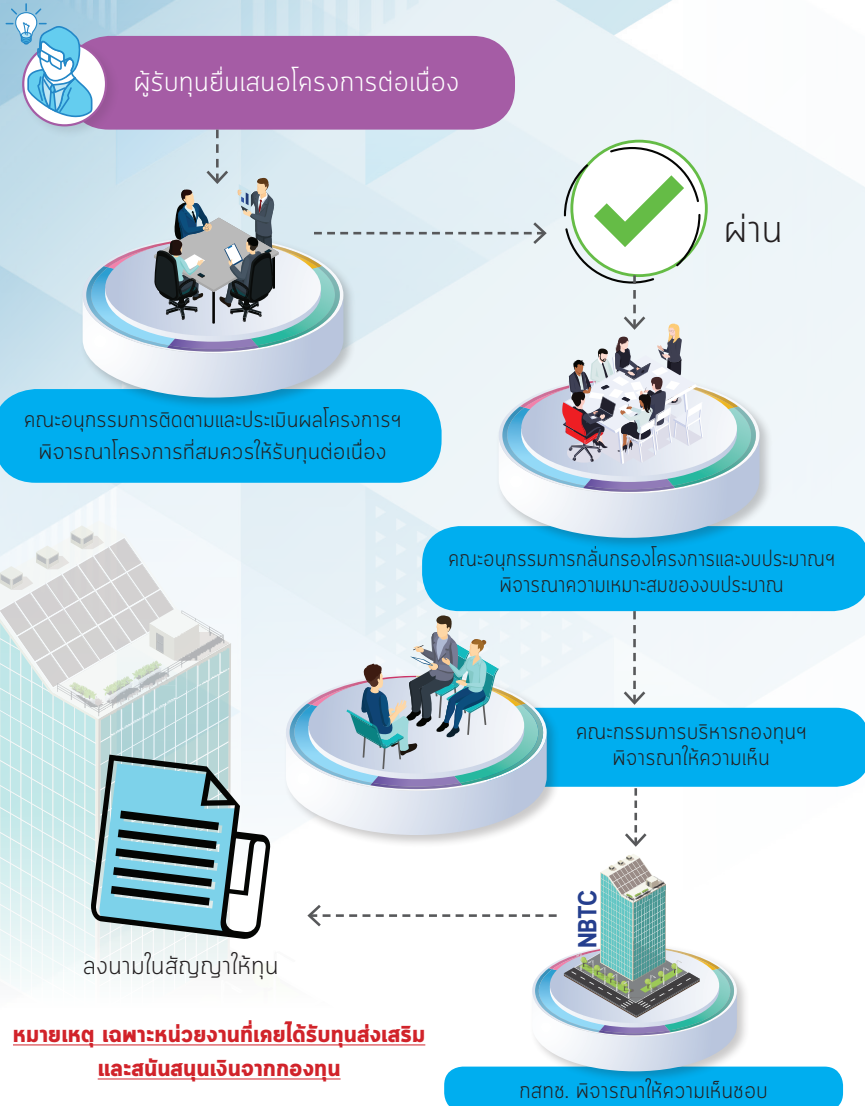 ผู้รับทุนยื่นเสนอโครงการต่อเนื่อง
ผ่าน
คณะอนุกรรมการติดตามและประเมินผลโครงการฯ
พิจารณาโครงการที่สมควรให้รับทุนต่อเนื่อง
คณะอนุกรรมการกลั่นกรองโครงการและงบประมาณฯ
พิจารณาความเหมาะสมของงบประมาณ
คณะกรรมการบริหารกองทุนฯ
พิจารณาให้ความเห็น
NBTC
ลงนามในสัญญาให้ทุน
หมายเหตุ เฉพาะหน่วยงานที่เคยได้รับทุนส่งเสริม
และสนันสนุนเงินจากกองทุน
กสทช. พิจารณาให้ความเห็นชอบ